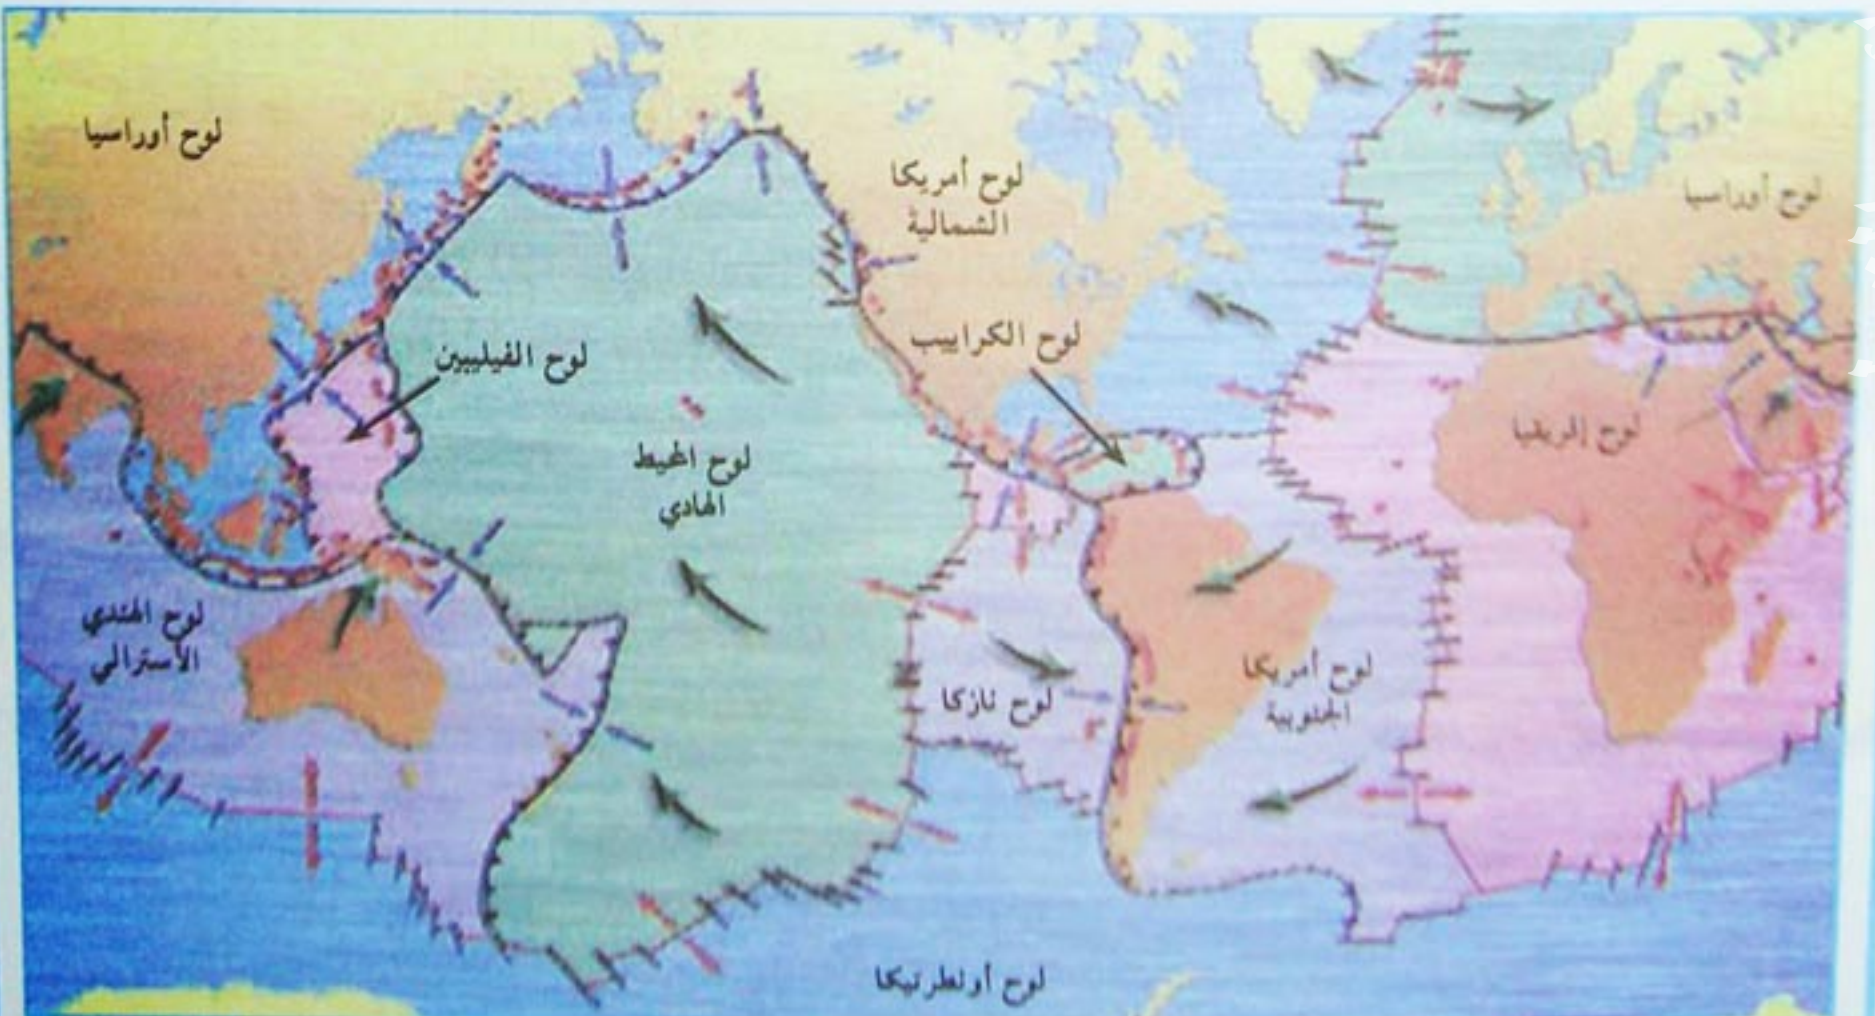 لوح أوراسيا
لوح أمريكا
الشمالية
لوح أوراسيا
لوح الكراييب
لوح الفيليبين
لوح إفريقيا
لوح المحيط
الهادي
لوح الهندي
الأسترالي
لوح نازكا
لوح أمريكا
الجنوبية
لوح أونطرتيكا